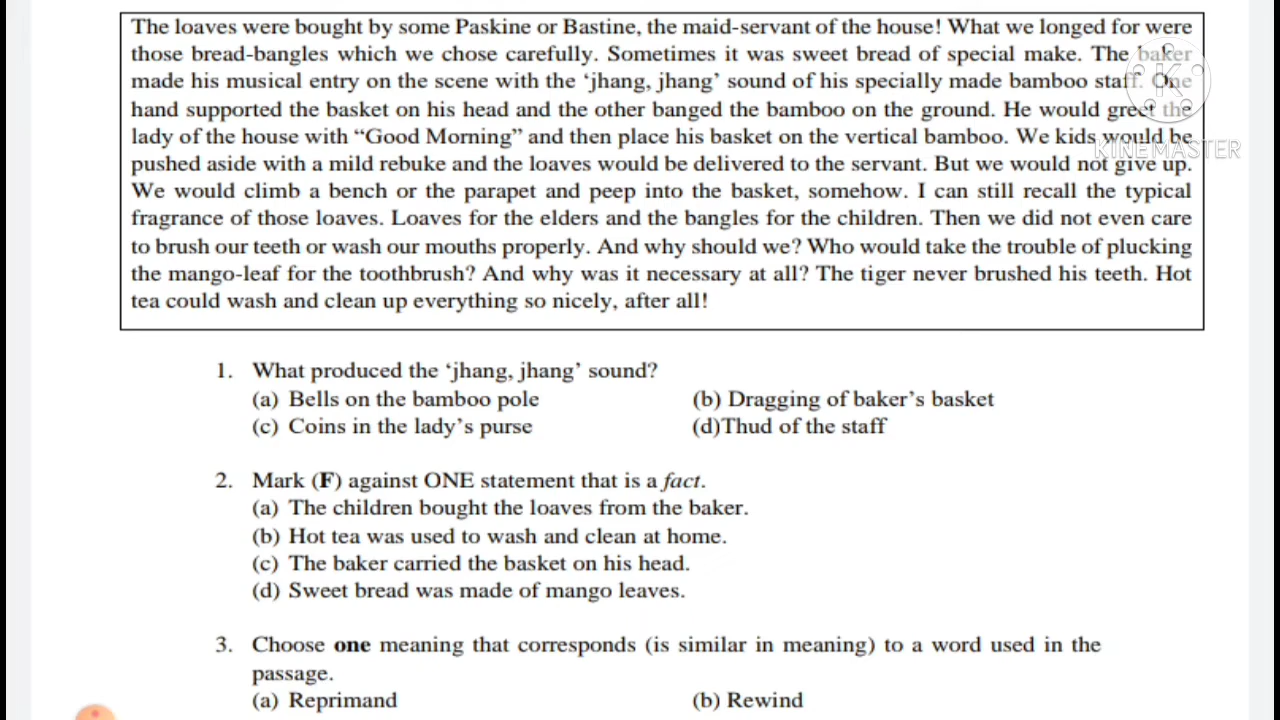 The loaves were bought by some Paskine or Bastine, the maid-servant of the house! What we longed for were
those bread-bangles which we chose carefully. Sometimes it was sweet bread of special make. The baker
made his musical entry on the scene with the ‘jhang, jhang’ sound of his specially made bamboo staff. One
hand supported the basket on his head and the other banged the bamboo on the ground. He would greet the
lady of the house with “Good Morning” and then place his basket on the vertical bamboo. We kids would be
pushed aside with a mild rebuke and the loaves would be delivered to the servant. But we would not give up.
We would climb a bench or the parapet and peep into the basket, somehow. I can still recall the typical
fragrance of those loaves. Loaves for the elders and the bangles for the children. Then we did not even care
to brush our teeth or wash our mouths properly. And why should we? Who would take the trouble of plucking
the mango-leaf for the toothbrush? And why was it necessary at all? The tiger never brushed his teeth. Hot
tea could wash and clean up everything so nicely, after all!
K
KINEMASTER
1. What produced the ‘jhang, jhang’ sound?
(a) Bells on the bamboo pole (b) Dragging of baker’s basket
(c) Coins in the lady’s purse (d)Thud of the staff
2. Mark (F) against ONE statement that is a fact.
(a) The children bought the loaves from the baker.
(b) Hot tea was used to wash and clean at home.
(c) The baker carried the basket on his head.
(d) Sweet bread was made of mango leaves.
3. Choose one meaning that corresponds (is similar in meaning) to a word used in the
passage.
(a) Reprimand (b) Rewind